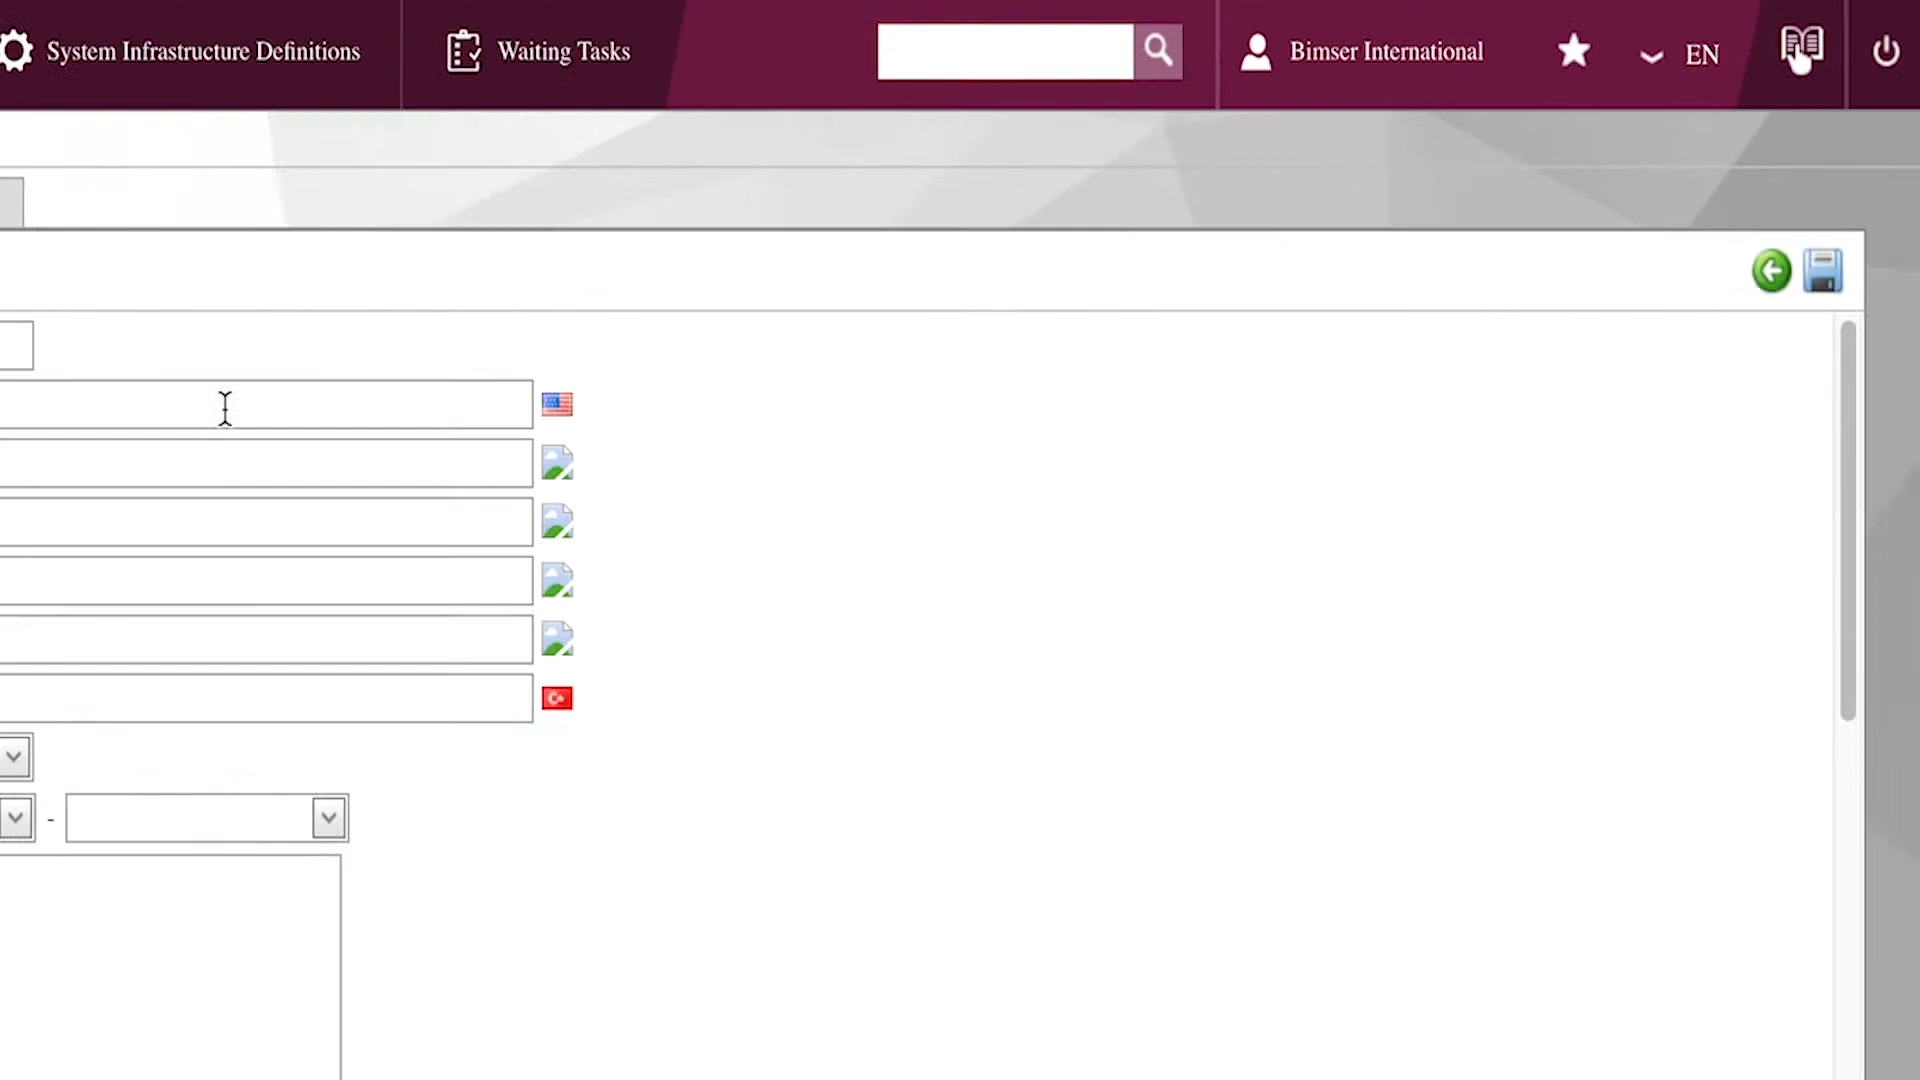 System Infrastructure Definitions
Waiting Tasks
Bimser International
EN
-